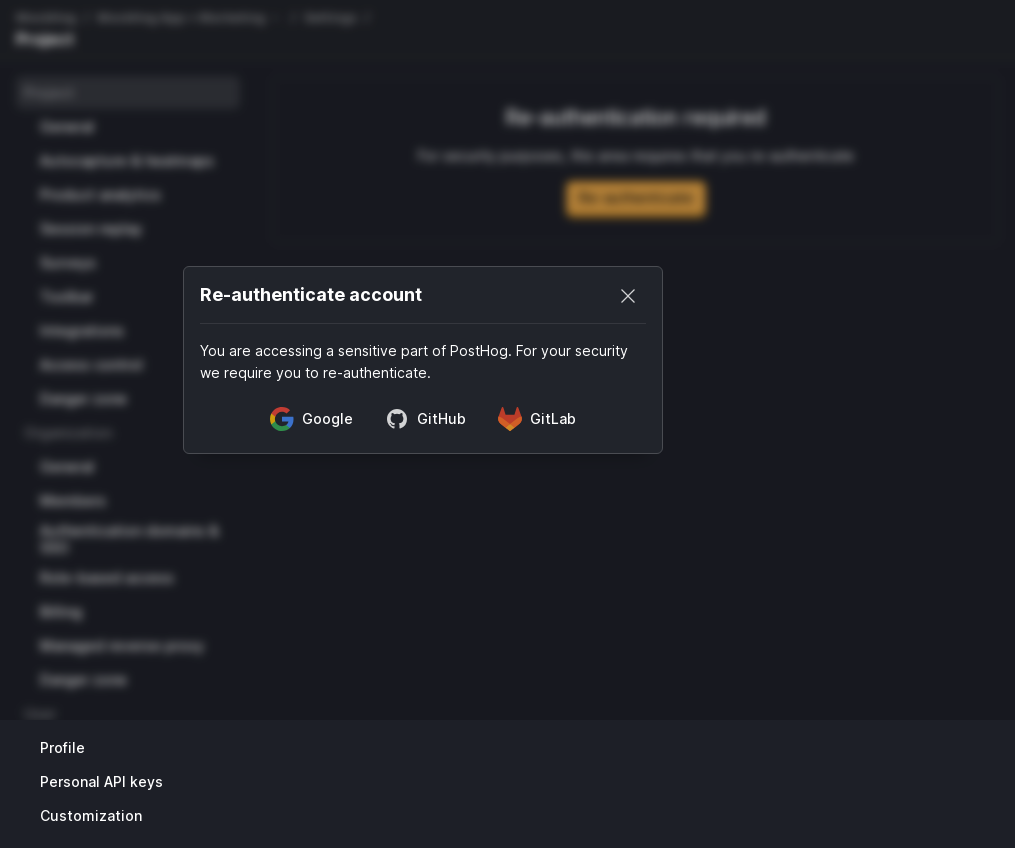 Settings
Project
Project
General
Autocapture & heatmaps
Product analytics
Session replay
Surveys
Toolbar
Integrations
Access control
Danger zone
Organization
General
Members
Authentication domains &
SSO
Role-based access
Billing
Managed reverse proxy
Danger zone
Re-authentication required
For security purposes, this area requires that you re-authenticate.
Re-authenticate
Re-authenticate account
You are accessing a sensitive part of PostHog. For your security
we require you to re-authenticate.
Google
GitHub
GitLab
Profile
Personal API keys
Customization